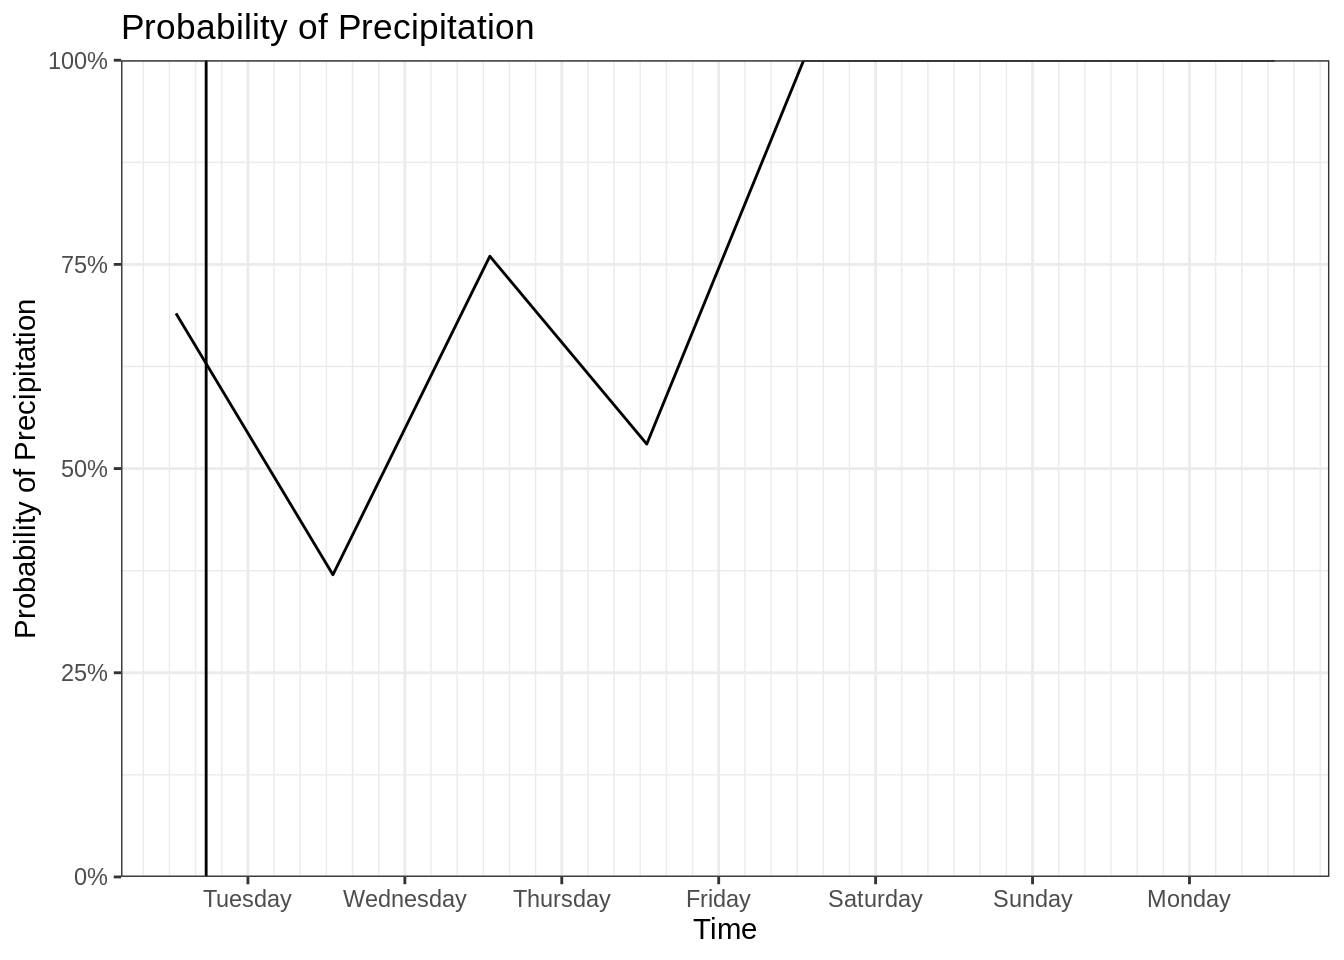 Probability of Precipitation
Probability of Precipitation
100%
75%
50%
25%
0%
Tuesday Wednesday Thursday Friday Saturday Sunday Monday
Time